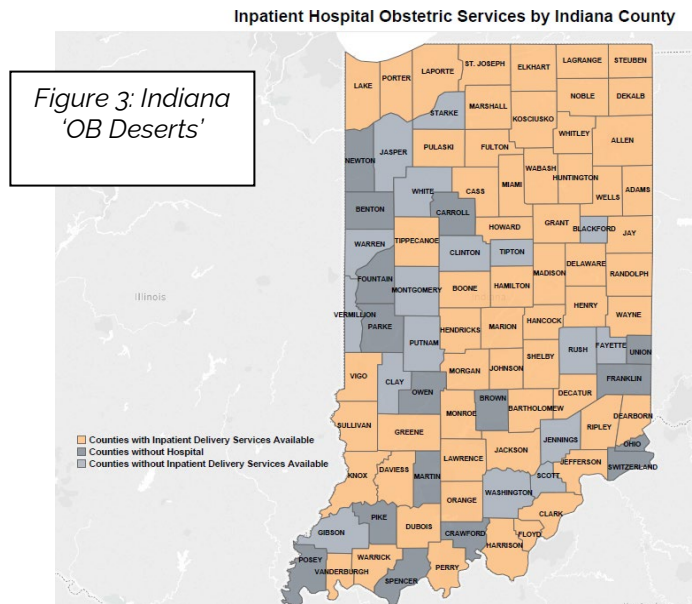 Inpatient Hospital Obstetric Services by Indiana County
Figure 3: Indiana
‘OB Deserts’
LAKE
PORTER
LAPORTE
ST. JOSEPH
ELKHART
LAGRANGE
STEUBEN
STARKE
MARSHALL
KOSCIUSKO
NOBLE
DEKALB
NEWTON
JASPER
PULASKI
FULTON
WHITLEY
ALLEN
WHITE
CASS
MIAMI
WABASH
HUNTINGTON
WELLS
ADAMS
BENTON
CARROLL
HOWARD
GRANT
BLACKFORD
JAY
WARREN
TIPPECANOE
CLINTON
TIPTON
DELAWARE
RANDOLPH
Illinois
FOUNTAIN
MONTGOMERY
BOONE
HAMILTON
MADISON
HENRY
WAYNE
VERMILLION
PARKE
PUTNAM
HENDRICKS
MARION
HANCOCK
RUSH
FAYETTE
UNION
VIGO
CLAY
OWEN
MORGAN
JOHNSON
SHELBY
FRANKLIN
SULLIVAN
GREENE
MONROE
BROWN
BARTHOLOMEW
DECATUR
RIPLEY
DEARBORN
OHIO
SWITZERLAND
Counties with Inpatient Delivery Services Available
Counties without Hospital
Counties without Inpatient Delivery Services Available
KNOX
DAVIESS
MARTIN
LAWRENCE
JACKSON
JENNINGS
JEFFERSON
SCOTT
ORANGE
WASHINGTON
CLARK
FLOYD
GIBSON
PIKE
DUBOIS
CRAWFORD
HARRISON
POSEY
VANDERBURGH
WARRICK
SPENCER
PERRY